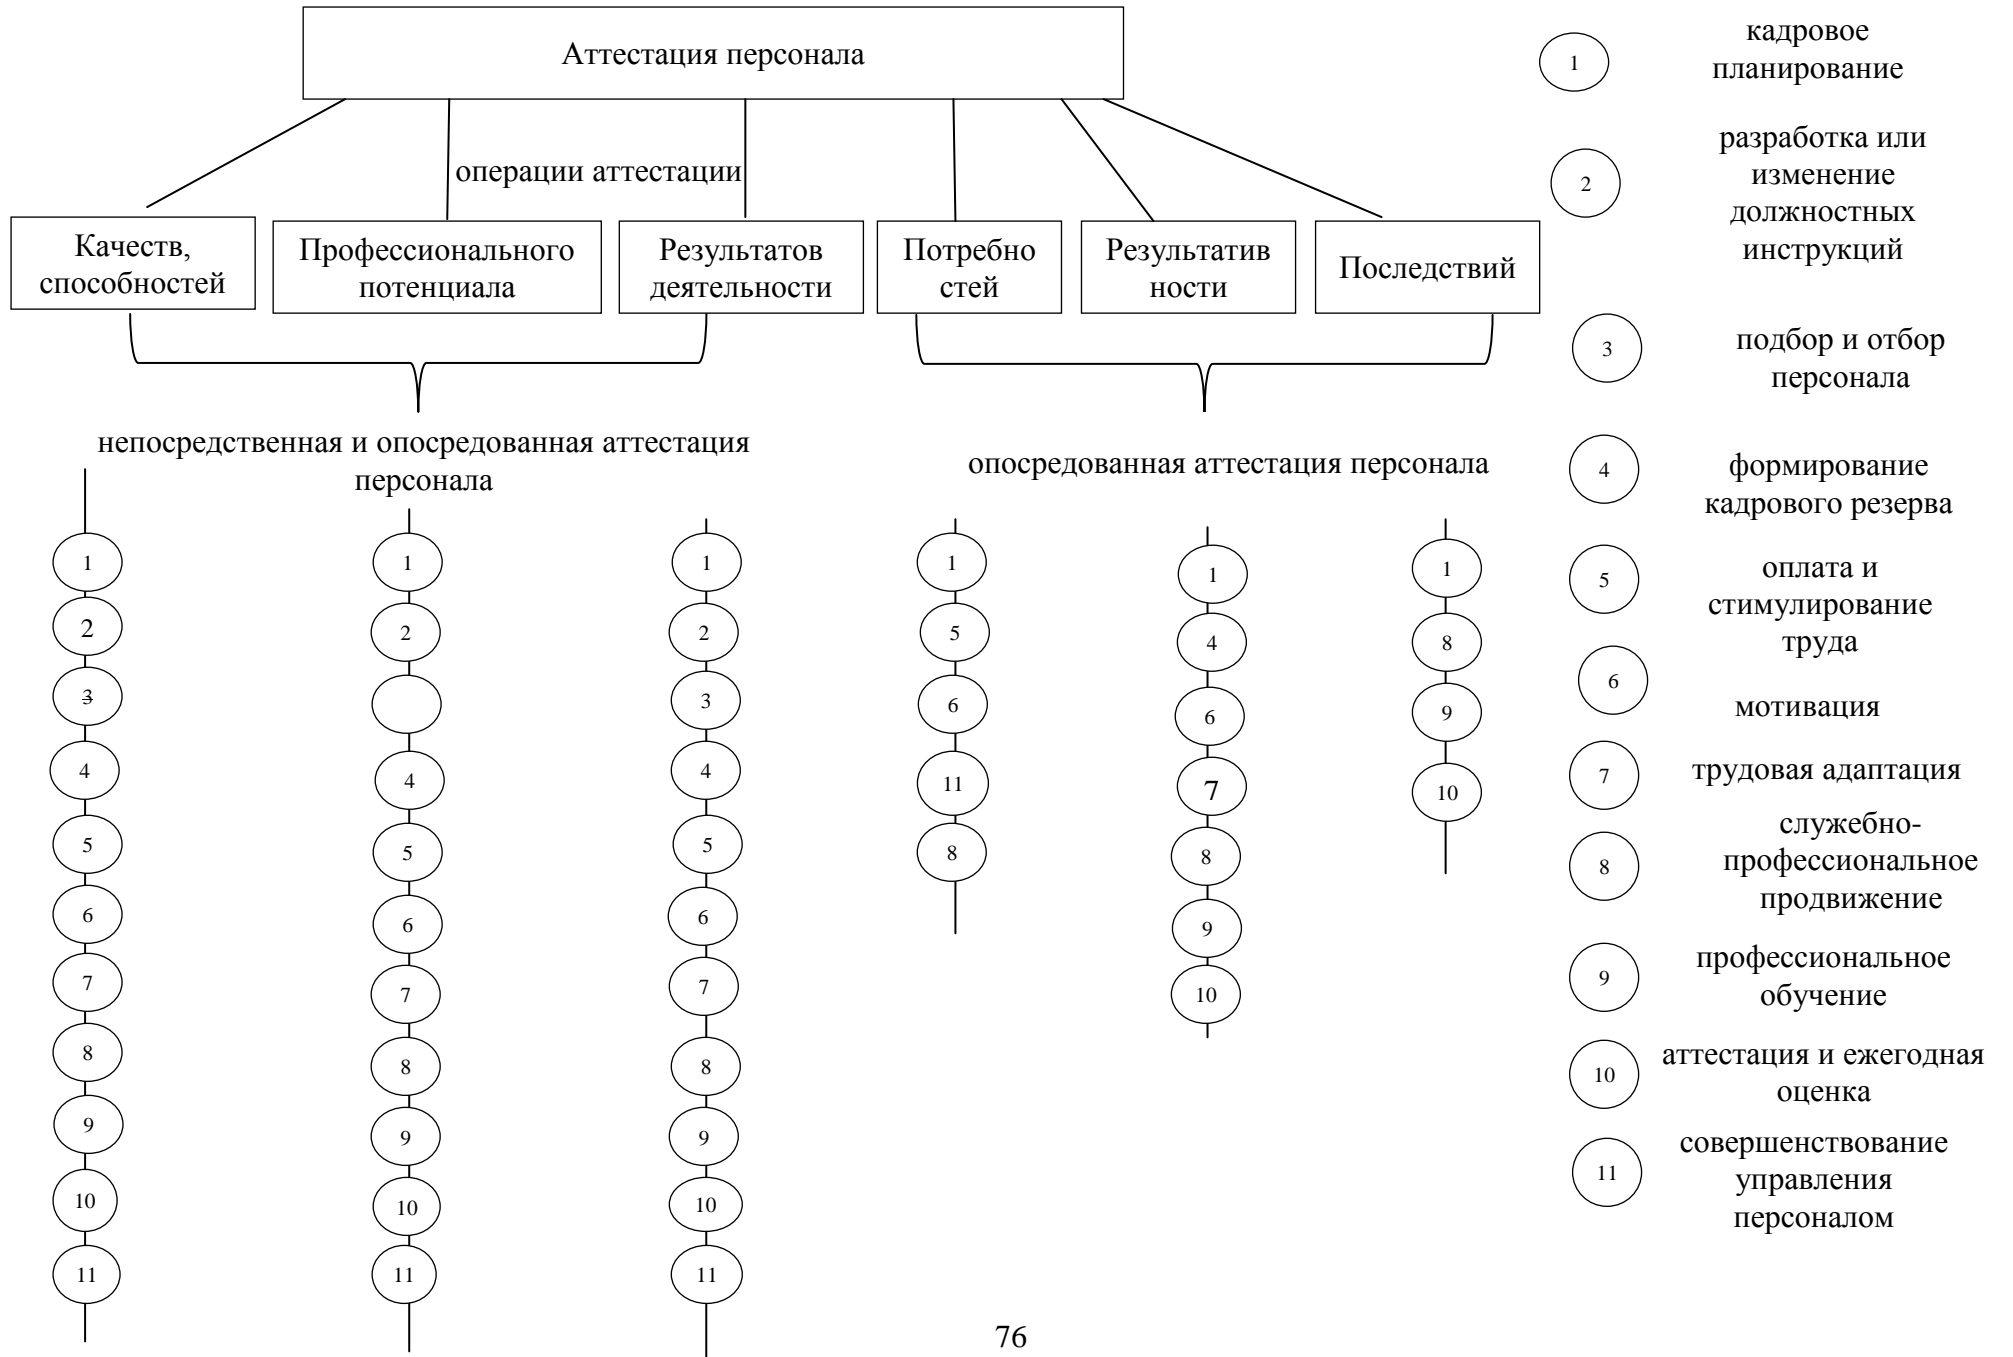 Аттестация персонала
операции аттестации
Качеств,
способностей
Профессионального
потенциала
Результатов
деятельности
Потребно
стей
Результатив
ности
Последствий
непосредственная и опосредованная аттестация
персонала
опосредованная аттестация персонала
1
2
3
4
5
6
7
8
9
10
11
1
2
4
5
6
7
8
9
10
11
1
2
3
4
5
6
7
8
9
10
11
1
5
6
11
8
1
4
6
7
8
9
10
1
8
9
10
1
кадровое
планирование
2
разработка или
изменение
должностных
инструкций
3
подбор и отбор
персонала
4
формирование
кадрового резерва
5
оплата и
стимулирование
труда
6
мотивация
7
трудовая адаптация
8
служебно-
профессиональное
продвижение
9
профессиональное
обучение
10
аттестация и ежегодная
оценка
11
совершенствование
управления
персоналом
76